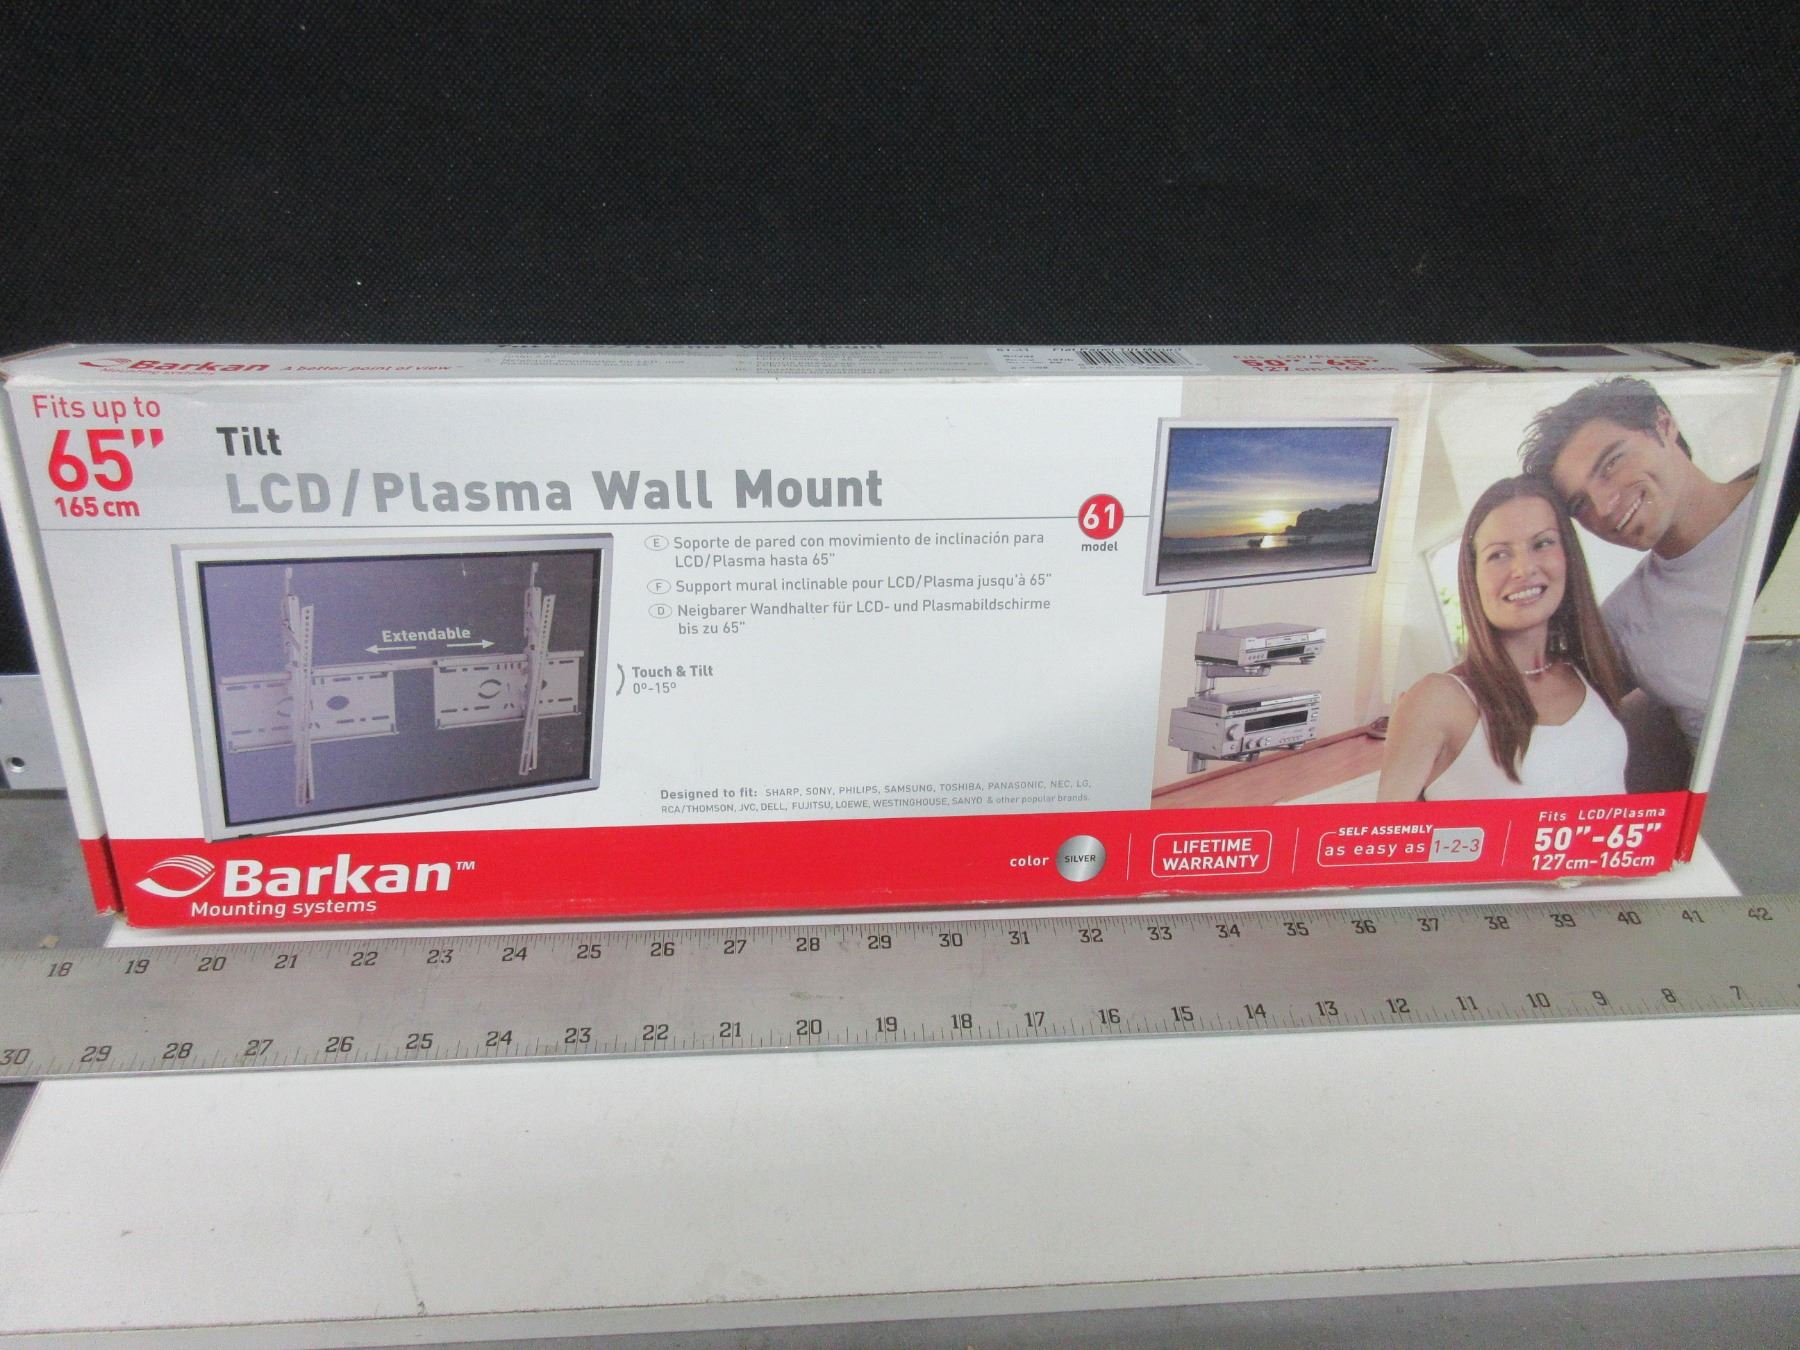 Barkan A better point of view
50"-65"
127cm-165cm
Fits up to
65"
165 cm
Tilt
LCD/Plasma Wall Mount
61
model
E Soporte de pared con movimiento de inclinación para
LCD/Plasma hasta 65"
F Support mural inclinable pour LCD/Plasma jusqu'à 65"
D Neigbarer Wandhalter für LCD- und Plasmabildschirme
bis zu 65"
Extendable
Touch & Tilt
0º-15º
Designed to fit: SHARP, SONY, PHILIPS, SAMSUNG, TOSHIBA, PANASONIC, NEC, LG,
RCA/THOMSON, JVC, DELL, FUJITSU, LOEWE, WESTINGHOUSE, SANYO & other popular brands.
Barkan™
Mounting systems
color SILVER
LIFETIME
WARRANTY
SELF ASSEMBLY
as easy as 1-2-3
Fits LCD/Plasma
50"-65"
127cm-165cm
18 19 20 21 22 23 24 25 26 27 28 29 30 31 32 33 34 35 36 37 38 39 40 41 42
30 29 28 27 26 25 24 23 22 21 20 19 18 17 16 15 14 13 12 11 10 9 8 7